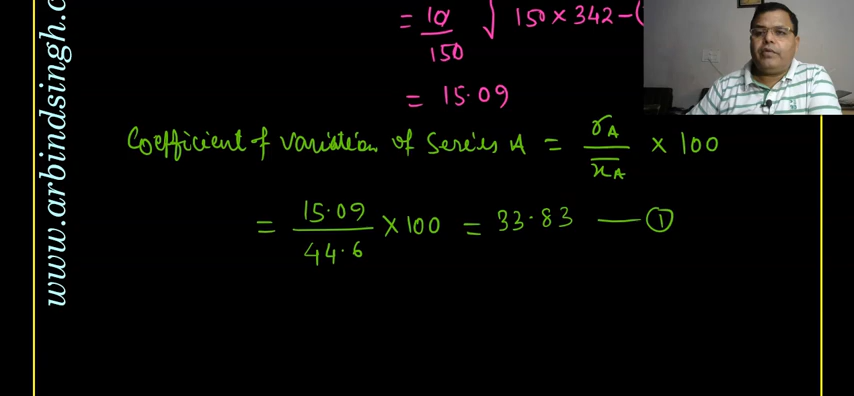 = 10/150 √ 150 × 342 – (
= 15.09
Coefficient of variation of Series A = σA/x̄A × 100
= 15.09/44.6 × 100 = 33.83 — ①
www.arbindsingh.c